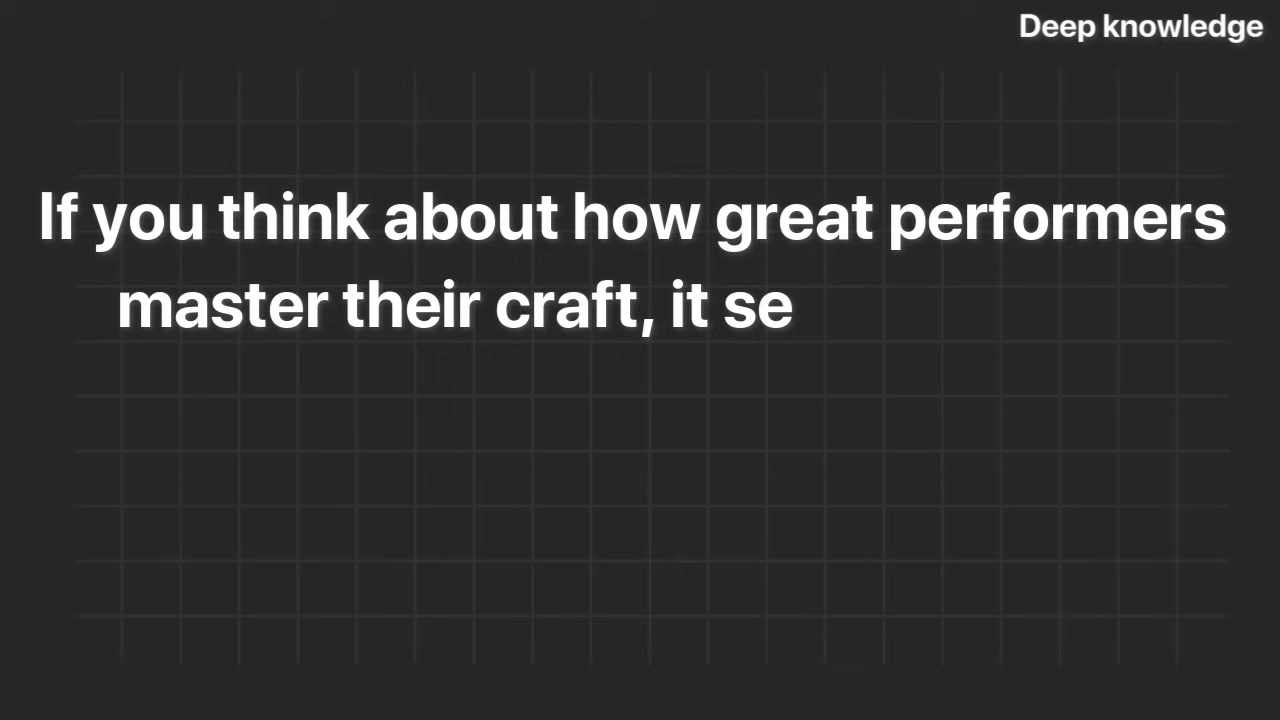 Deep knowledge
If you think about how great performers
master their craft, it se